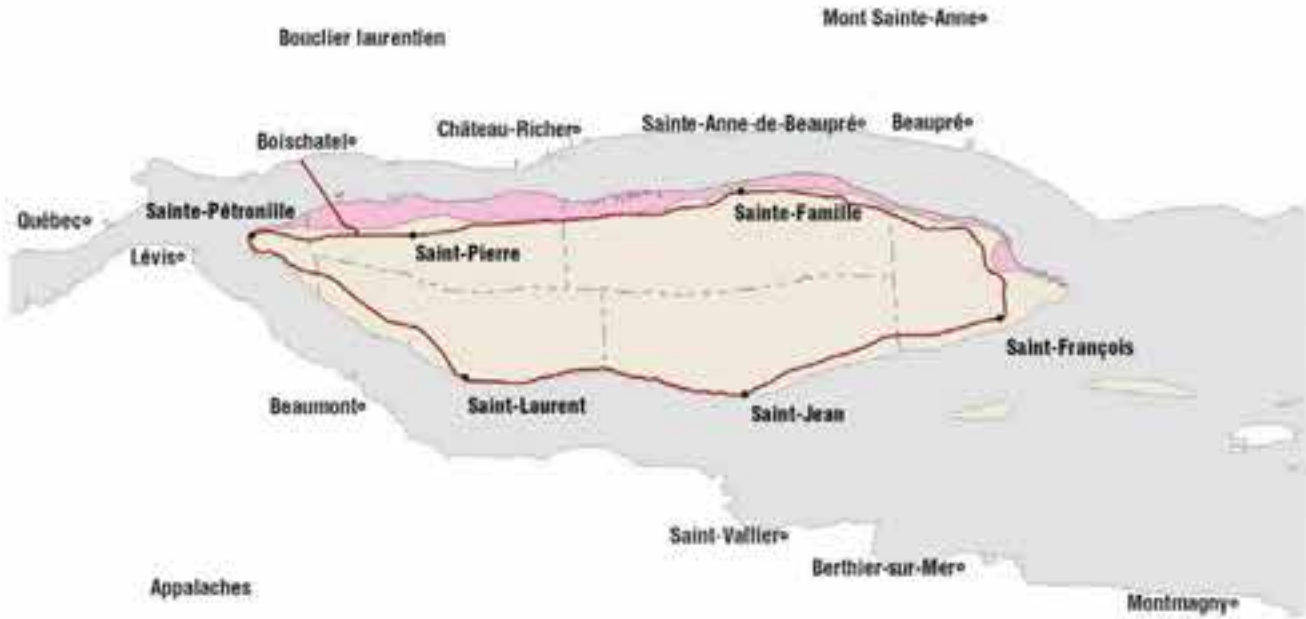 Mont Sainte-Anne
Bouclier laurentien
Château-Richer
Sainte-Anne-de-Beaupré
Beaupré
Boischatel
Québec
Sainte-Pétronille
Sainte-Famille
Lévis
Saint-Pierre
Saint-François
Beaumont
Saint-Laurent
Saint-Jean
Saint-Vallier
Berthier-sur-Mer
Appalaches
Montmagny